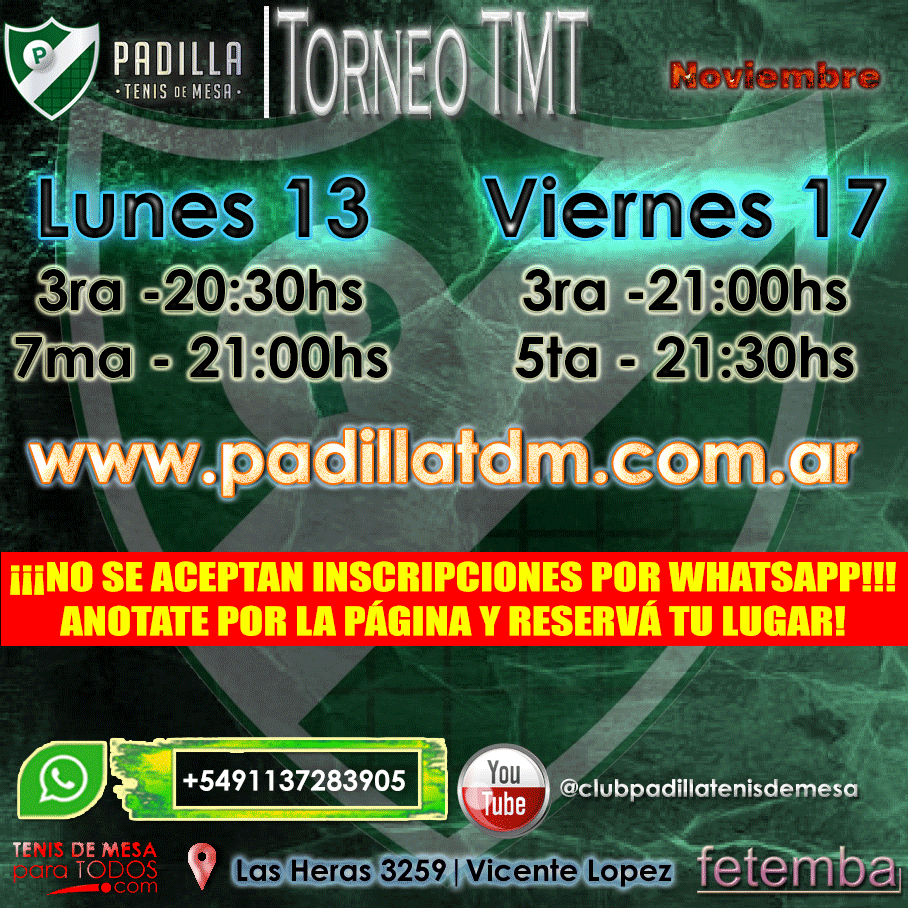 P
PADILLA
• TENIS DE MESA •
TORNEO TMT
Noviembre
Lunes 13
3ra -20:30hs
7ma - 21:00hs
Viernes 17
3ra -21:00hs
5ta - 21:30hs
www.padillatdm.com.ar
¡¡¡NO SE ACEPTAN INSCRIPCIONES POR WHATSAPP!!!
ANOTATE POR LA PÁGINA Y RESERVÁ TU LUGAR!
+5491137283905
You
Tube
@clubpadillatenisdemesa
TENIS DE MESA
para TODOS
.com
Las Heras 3259|Vicente Lopez
fetemba